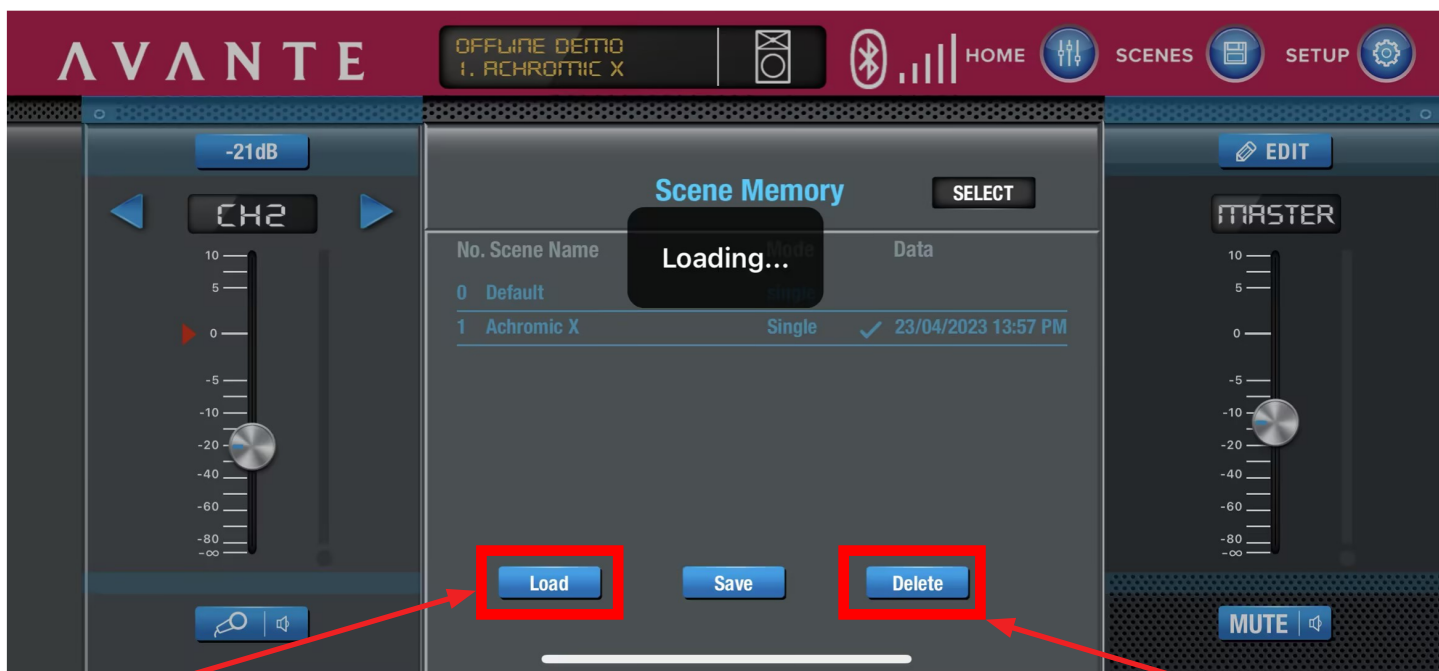 AVANTE
OFFLINE DEMO
1. ACHROMIC X
HOME
SCENES
SETUP
-21dB
EDIT
CH2
Scene Memory
SELECT
MASTER
No. Scene Name
Mode
Data
Loading...
0 Default single
1 Achromic X Single 23/04/2023 13:57 PM
10
5
0
-5
-10
-20
-40
-60
-80
-∞
10
5
0
-5
-10
-20
-40
-60
-80
-∞
Load
Save
Delete
MUTE